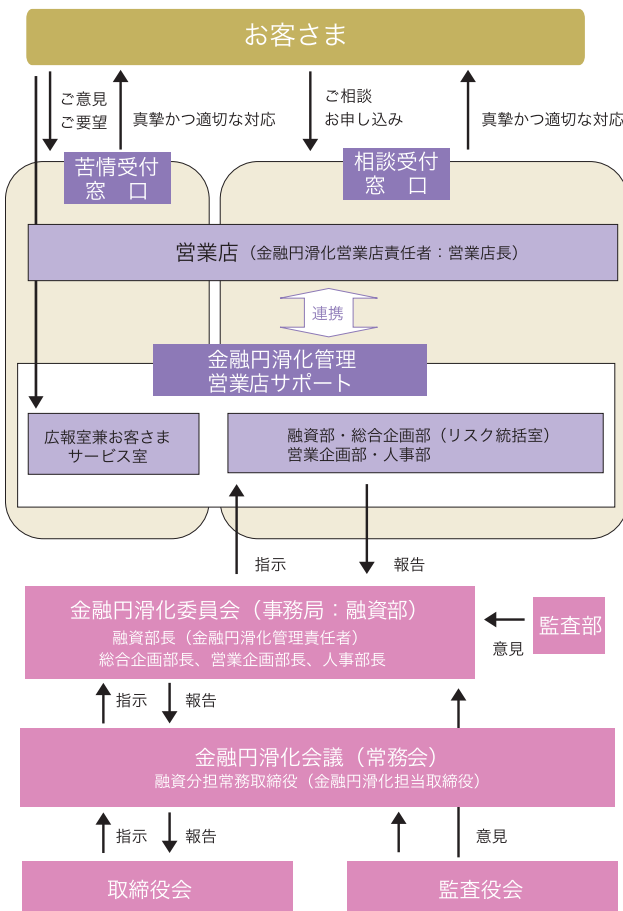 お客さま
ご意見
ご要望
真摯かつ適切な対応
ご相談
お申し込み
真摯かつ適切な対応
苦情受付
窓　口
相談受付
窓　口
営業店（金融円滑化営業店責任者：営業店長）
連携
金融円滑化管理
営業店サポート
広報室兼お客さま
サービス室
融資部・総合企画部（リスク統括室）
営業企画部・人事部
指示
報告
金融円滑化委員会（事務局：融資部）
融資部長（金融円滑化管理責任者）
総合企画部長、営業企画部長、人事部長
監査部
意見
指示
報告
金融円滑化会議（常務会）
融資分担常務取締役（金融円滑化担当取締役）
指示
報告
意見
取締役会
監査役会